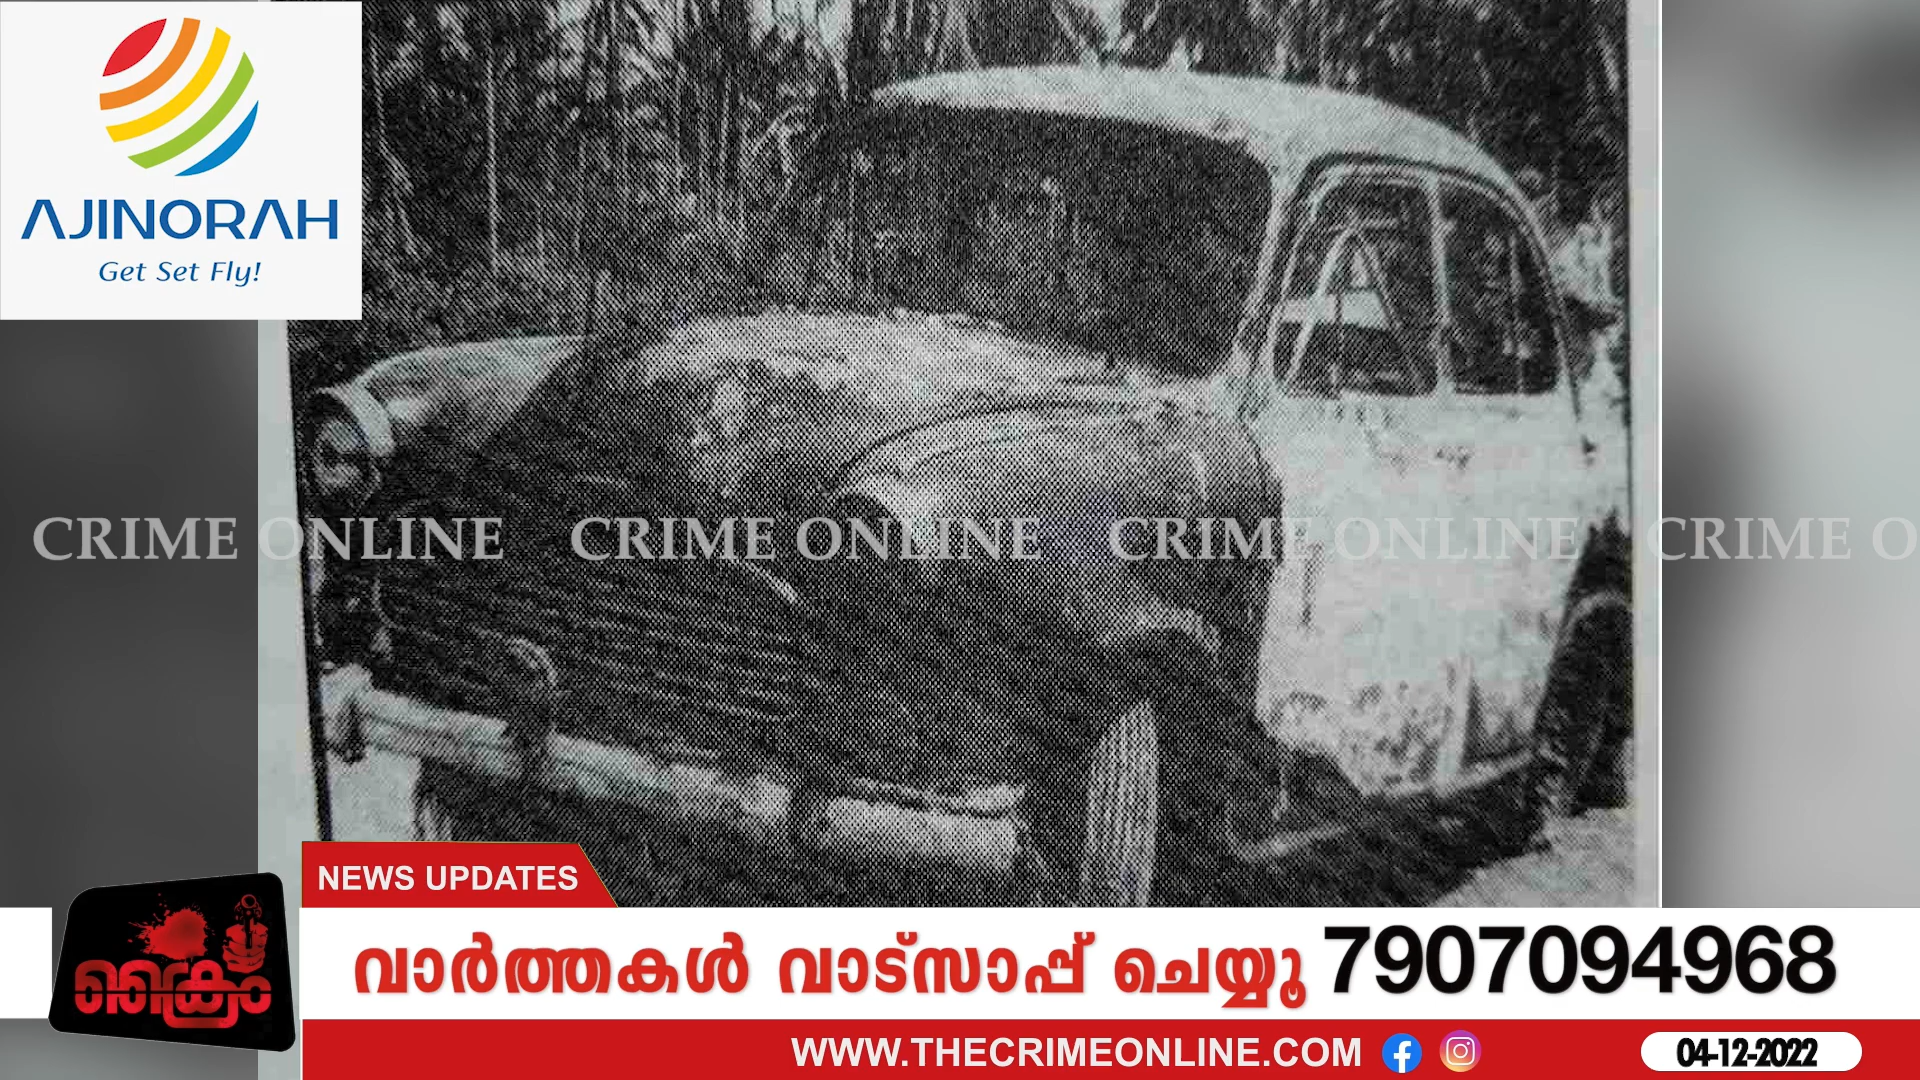 AJINORAH
Get Set Fly!
CRIME ONLINE CRIME ONLINE CRIME ONLINE CRIME O
NEWS UPDATES
ക്രൈം
വാർത്തകൾ വാട്സാപ്പ് ചെയ്യൂ 7907094968
WWW.THECRIMEONLINE.COM
04-12-2022